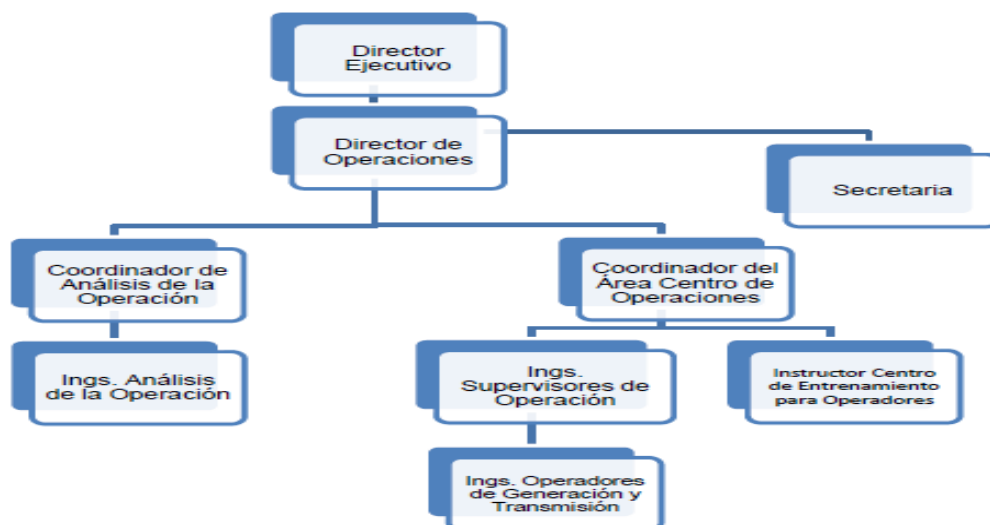 Director
Ejecutivo
Director de
Operaciones
Secretaria
Coordinador de
Análisis de la
Operación
Coordinador del
Área Centro de
Operaciones
Ings. Análisis
de la Operación
Ings.
Supervisores de
Operación
Instructor Centro
de Entrenamiento
para Operadores
Ings. Operadores
de Generación y
Transmisión